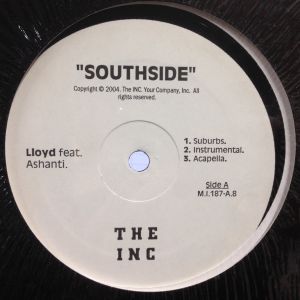 "SOUTHSIDE"
Copyright © 2004. The INC. Your Company, Inc. All
rights reserved.
Lloyd feat.
Ashanti.
1. Suburbs.
2. Instrumental.
3. Acapella.
Side A
M.I.187-A.8
THE
INC